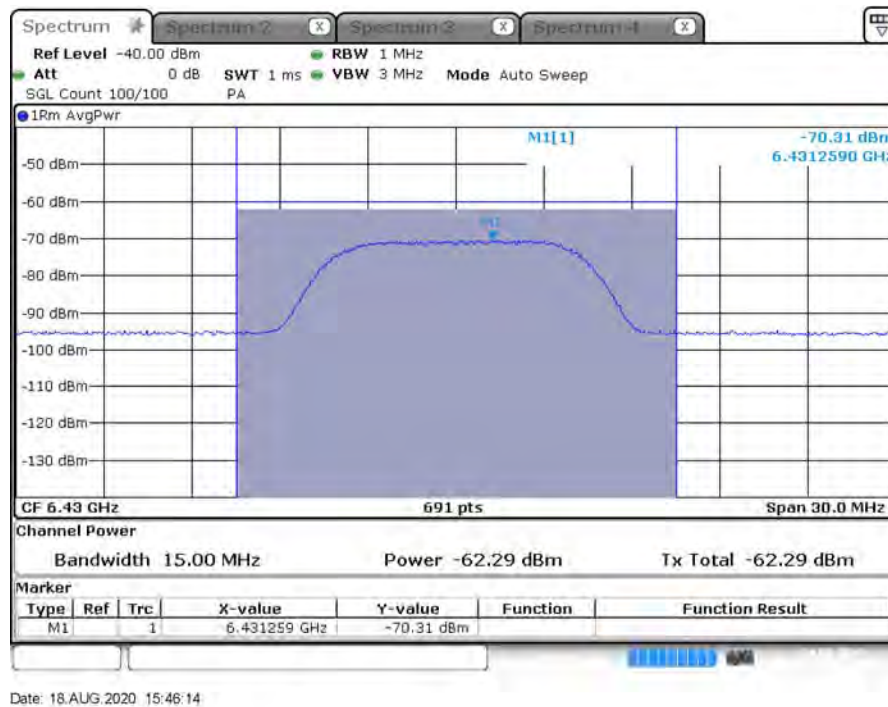 Spectrum Spectrum 2 X Spectrum 3 X Spectrum 4 X
Ref Level -40.00 dBm RBW 1 MHz
Att 0 dB SWT 1 ms VBW 3 MHz Mode Auto Sweep
SGL Count 100/100 PA
1Rm AvgPwr
M1[1] -70.31 dBm
6.4312590 GHz
-50 dBm
-60 dBm
M1
-70 dBm
-80 dBm
-90 dBm
-100 dBm
-110 dBm
-120 dBm
-130 dBm
CF 6.43 GHz 691 pts Span 30.0 MHz
Channel Power
Bandwidth 15.00 MHz Power -62.29 dBm Tx Total -62.29 dBm
Marker
Type Ref Trc X-value Y-value Function Function Result
M1 1 6.431259 GHz -70.31 dBm
Date: 18.AUG.2020 15:46:14